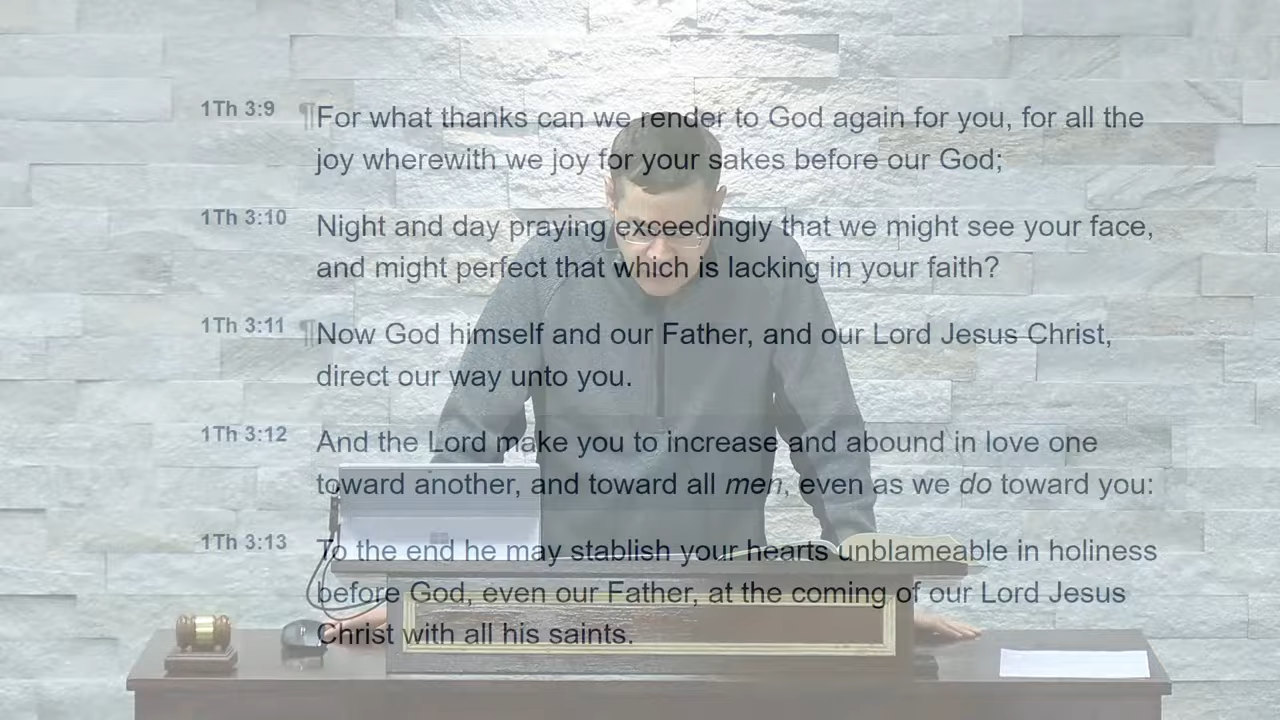 1Th 3:9 ¶For what thanks can we render to God again for you, for all the
joy wherewith we joy for your sakes before our God;
1Th 3:10 Night and day praying exceedingly that we might see your face,
and might perfect that which is lacking in your faith?
1Th 3:11 ¶Now God himself and our Father, and our Lord Jesus Christ,
direct our way unto you.
1Th 3:12 And the Lord make you to increase and abound in love one
toward another, and toward all men, even as we do toward you:
1Th 3:13 To the end he may stablish your hearts unblameable in holiness
before God, even our Father, at the coming of our Lord Jesus
Christ with all his saints.